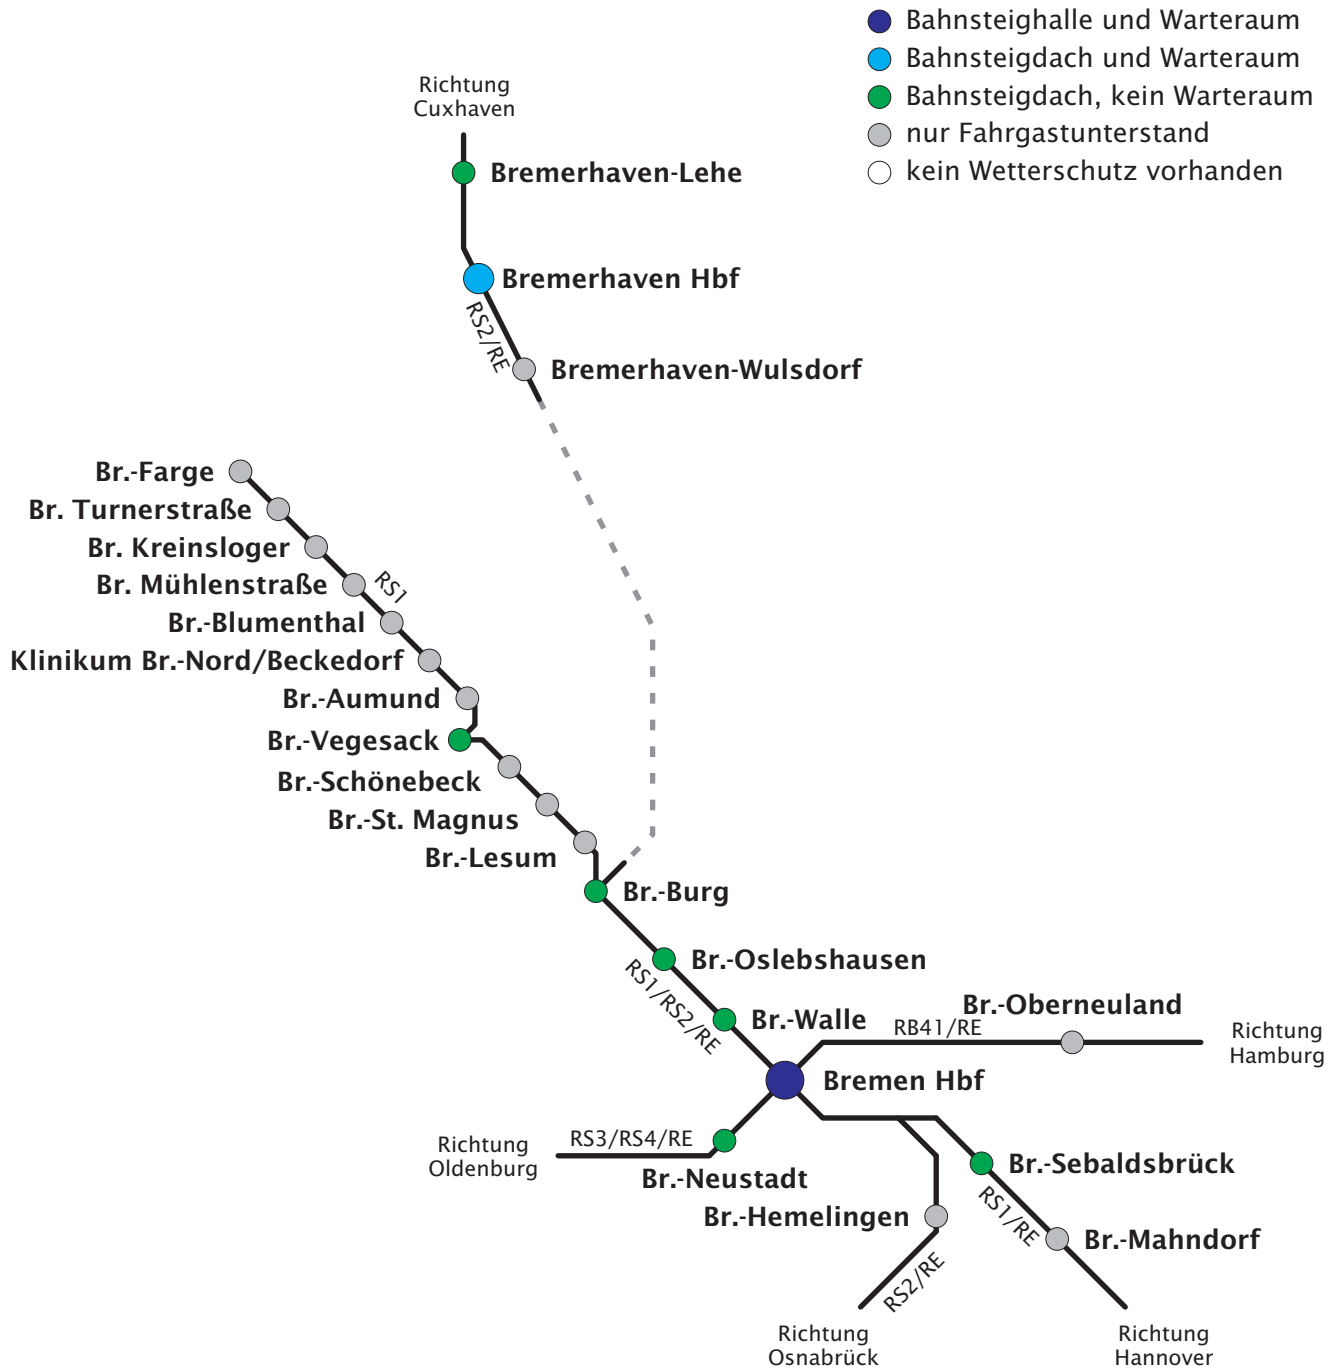 Bahnsteighalle und Warteraum
Bahnsteigdach und Warteraum
Bahnsteigdach, kein Warteraum
nur Fahrgastunterstand
kein Wetterschutz vorhanden
Richtung
Cuxhaven
Bremerhaven-Lehe
Bremerhaven Hbf
RS2/RE
Bremerhaven-Wulsdorf
Br.-Farge
Br. Turnerstraße
Br. Kreinsloger
Br. Mühlenstraße
RS1
Br.-Blumenthal
Klinikum Br.-Nord/Beckedorf
Br.-Aumund
Br.-Vegesack
Br.-Schönebeck
Br.-St. Magnus
Br.-Lesum
Br.-Burg
Br.-Oslebshausen
RS1/RS2/RE
Br.-Walle
Br.-Oberneuland
RB41/RE
Richtung
Hamburg
Bremen Hbf
RS3/RS4/RE
Richtung
Oldenburg
Br.-Neustadt
Br.-Sebaldsbrück
Br.-Hemelingen
RS1/RE
Br.-Mahndorf
RS2/RE
Richtung
Osnabrück
Richtung
Hannover